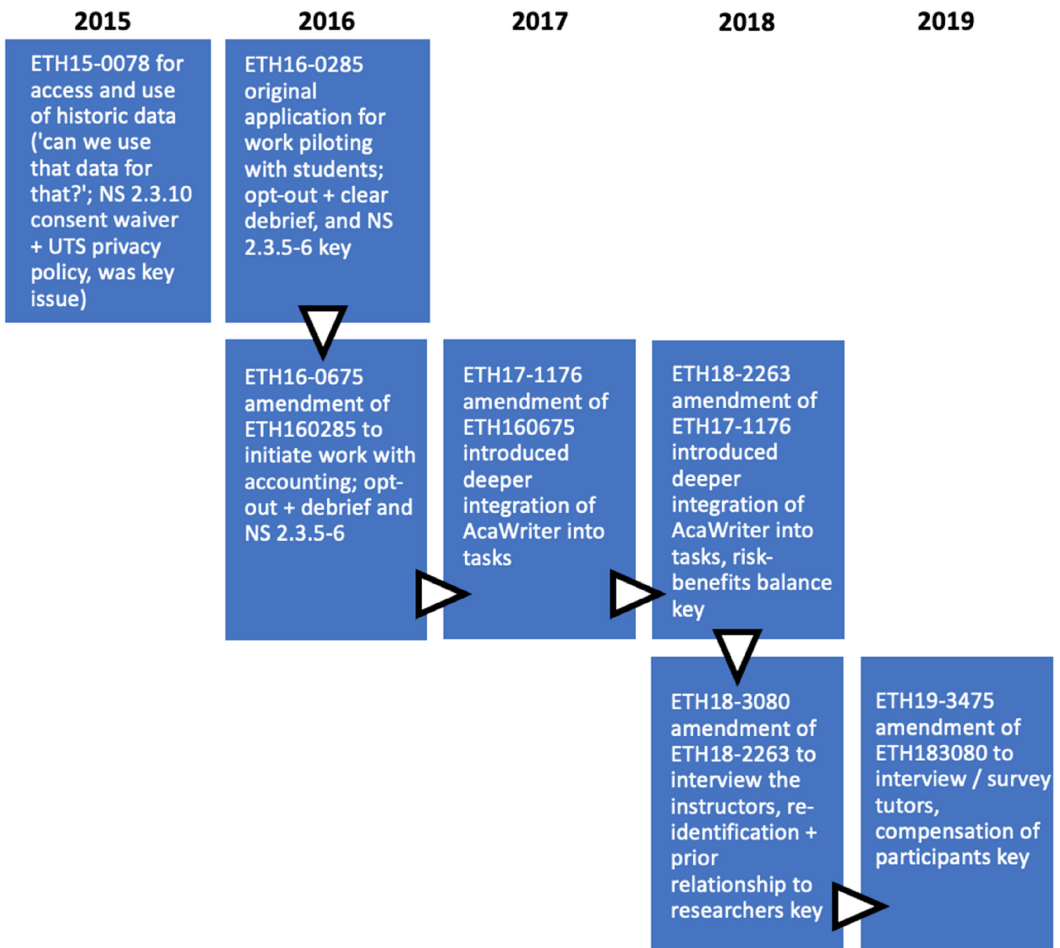 2015
2016
2017
2018
2019
ETH15-0078 for
access and use
of historic data
('can we use
that data for
that?'; NS 2.3.10
consent waiver
+ UTS privacy
policy, was key
issue)
ETH16-0285
original
application for
work piloting
with students;
opt-out + clear
debrief, and NS
2.3.5-6 key
ETH16-0675
amendment of
ETH160285 to
initiate work with
accounting; opt-
out + debrief and
NS 2.3.5-6
ETH17-1176
amendment of
ETH160675
introduced
deeper
integration of
AcaWriter into
tasks
ETH18-2263
amendment of
ETH17-1176
introduced
deeper
integration of
AcaWriter into
tasks, risk-
benefits balance
key
ETH18-3080
amendment of
ETH18-2263 to
interview the
instructors, re-
identification +
prior
relationship to
researchers key
ETH19-3475
amendment of
ETH183080 to
interview / survey
tutors,
compensation of
participants key